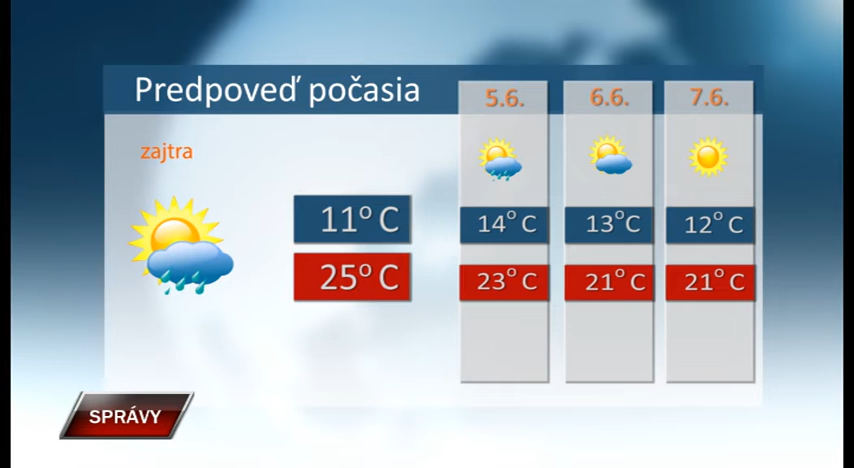 Predpoveď počasia
zajtra
11° C
25° C
5.6.
14° C
23° C
6.6.
13°C
21° C
7.6.
12° C
21° C
SPRÁVY